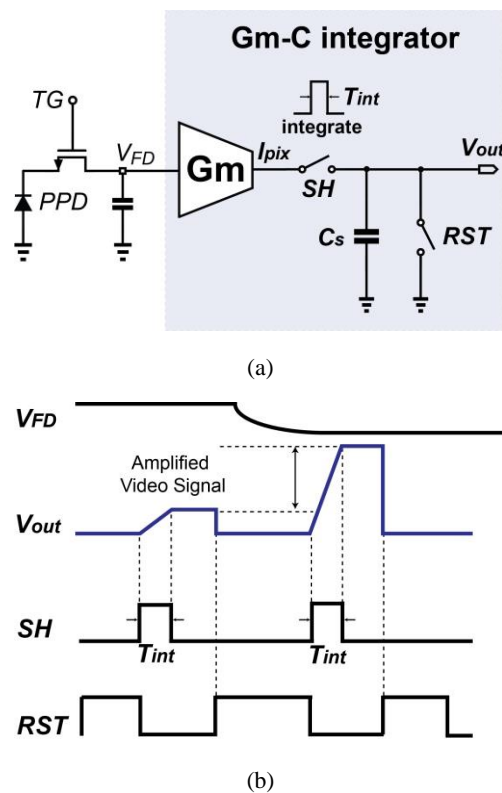 Gm-C integrator
TG
Tint
integrate
VFD
Ipix
Vout
Gm
PPD
SH
Cs
RST
(a)
VFD
Amplified
Video Signal
Vout
SH
Tint
Tint
RST
(b)